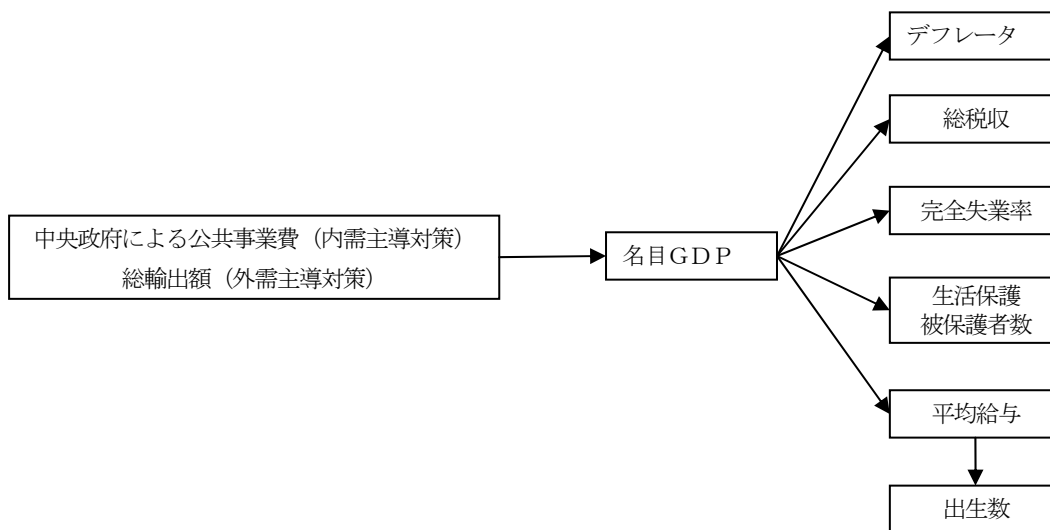 デフレータ
総税収
完全失業率
中央政府による公共事業費（内需主導対策）
総輸出額（外需主導対策）
名目ＧＤＰ
生活保護
被保護者数
平均給与
出生数